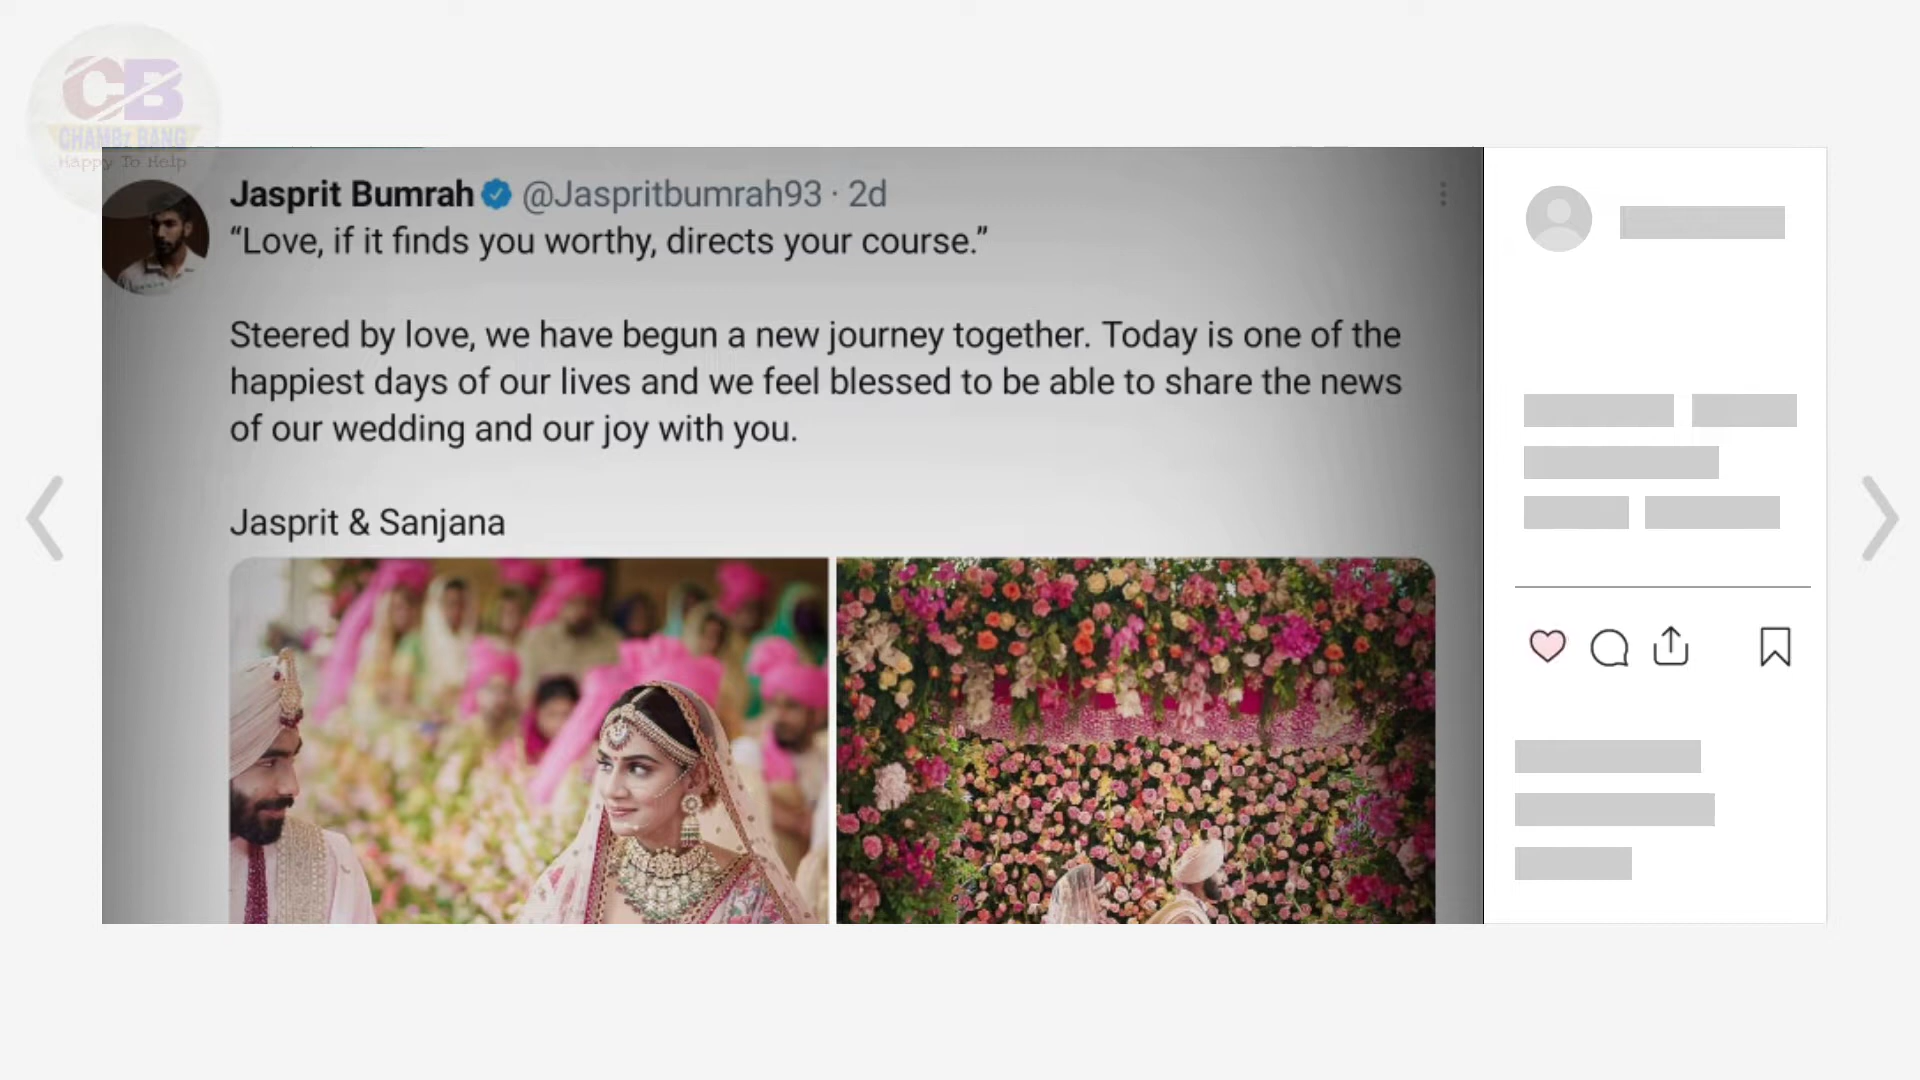 CB
CHAMBZ BANG
Happy To Help
Jasprit Bumrah @Jaspritbumrah93 · 2d
“Love, if it finds you worthy, directs your course.”
Steered by love, we have begun a new journey together. Today is one of the
happiest days of our lives and we feel blessed to be able to share the news
of our wedding and our joy with you.
Jasprit & Sanjana